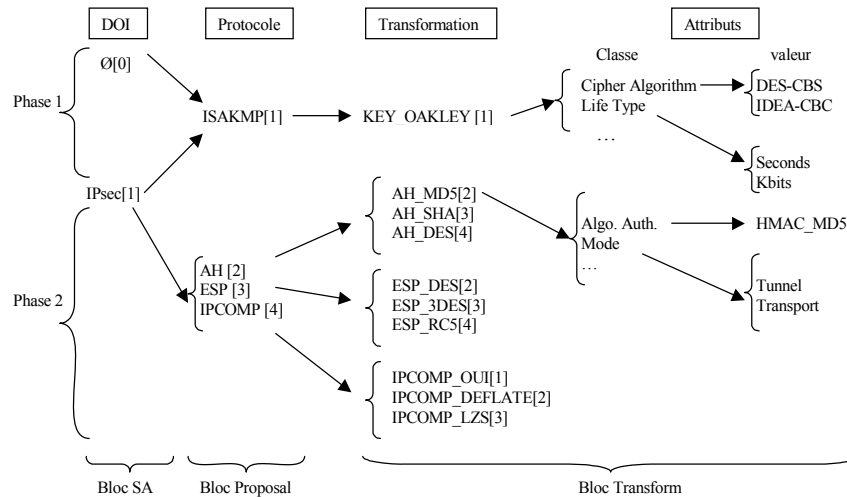 DOI Protocole Transformation Attributs
Classe valeur
Ø[0]
Cipher Algorithm DES-CBS
Phase 1 Life Type IDEA-CBC
ISAKMP[1] KEY_OAKLEY [1]
…
Seconds
IPsec[1] AH_MD5[2] Kbits
AH_SHA[3] Algo. Auth. HMAC_MD5
AH_DES[4] Mode
AH [2] …
Phase 2 ESP [3] ESP_DES[2] Tunnel
IPCOMP [4] ESP_3DES[3] Transport
ESP_RC5[4]
IPCOMP_OUI[1]
IPCOMP_DEFLATE[2]
IPCOMP_LZS[3]
Bloc SA Bloc Proposal Bloc Transform